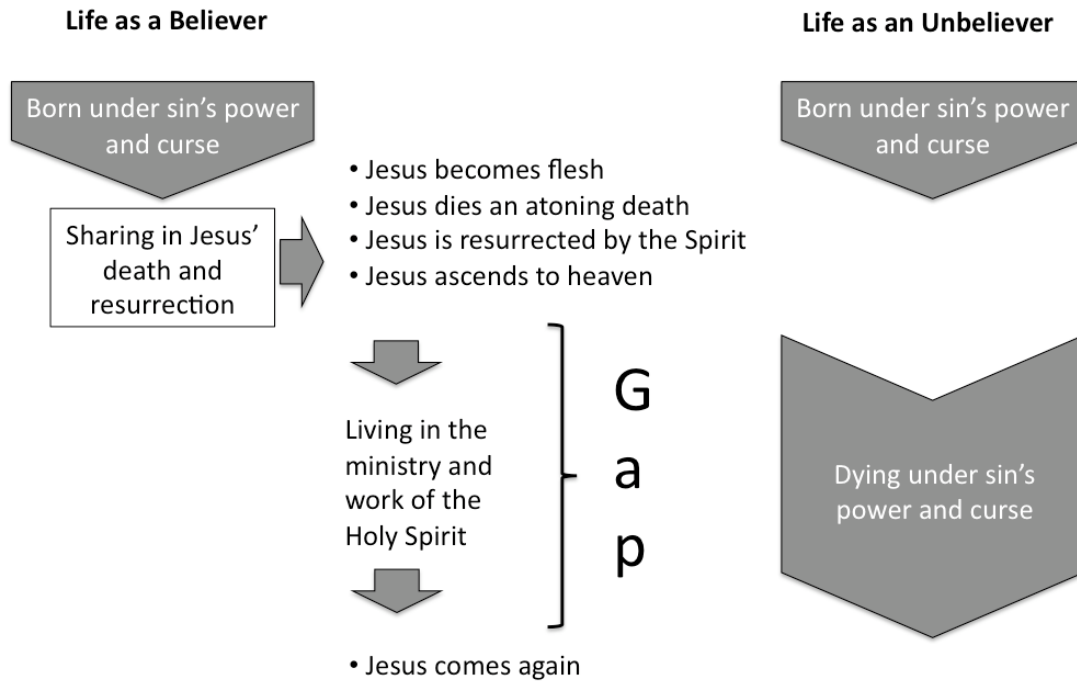 Life as a Believer
Born under sin’s power
and curse
Sharing in Jesus’
death and
resurrection
• Jesus becomes flesh
• Jesus dies an atoning death
• Jesus is resurrected by the Spirit
• Jesus ascends to heaven
Living in the
ministry and
work of the
Holy Spirit
G
a
p
• Jesus comes again
Life as an Unbeliever
Born under sin’s power
and curse
Dying under sin’s
power and curse